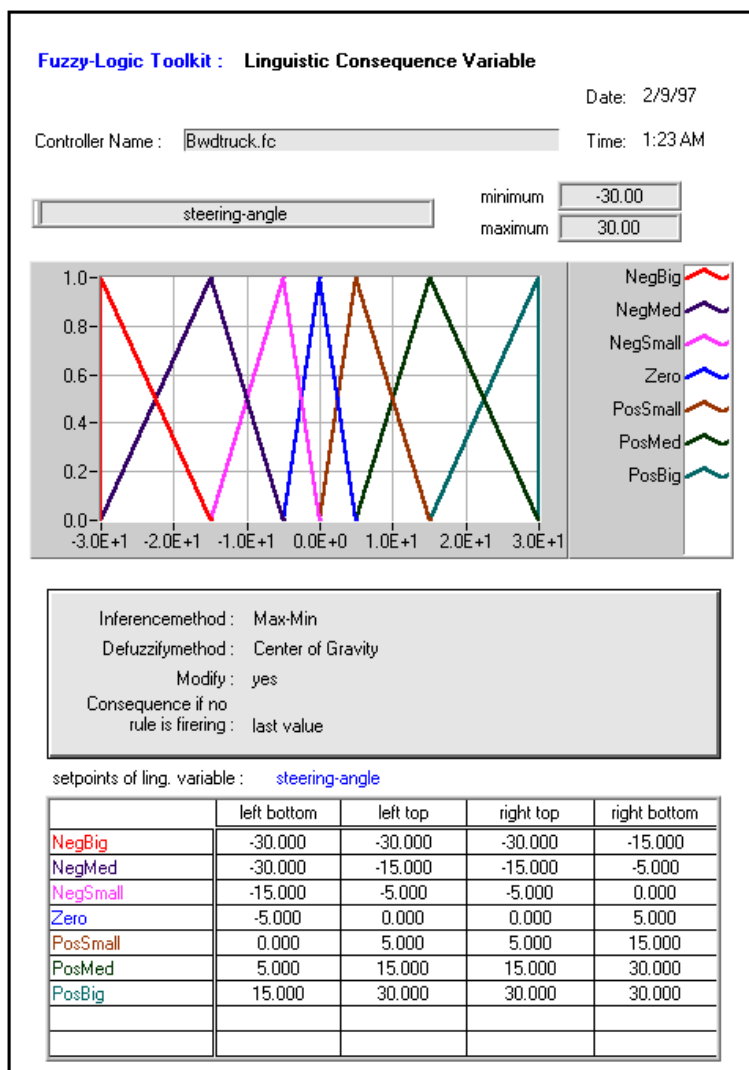 Fuzzy-Logic Toolkit : Linguistic Consequence Variable
Date: 2/9/97
Controller Name : Bwdtruck.fc Time: 1:23 AM
steering-angle
minimum -30.00
maximum 30.00
1.0
0.8
0.6
0.4
0.2
0.0
-3.0E+1 -2.0E+1 -1.0E+1 0.0E+0 1.0E+1 2.0E+1 3.0E+1
NegBig
NegMed
NegSmall
Zero
PosSmall
PosMed
PosBig
Inferencemethod : Max-Min
Defuzzifymethod : Center of Gravity
Modify : yes
Consequence if no
rule is firering : last value
setpoints of ling. variable : steering-angle
left bottom left top right top right bottom
NegBig -30.000 -30.000 -30.000 -15.000
NegMed -30.000 -15.000 -15.000 -5.000
NegSmall -15.000 -5.000 -5.000 0.000
Zero -5.000 0.000 0.000 5.000
PosSmall 0.000 5.000 5.000 15.000
PosMed 5.000 15.000 15.000 30.000
PosBig 15.000 30.000 30.000 30.000